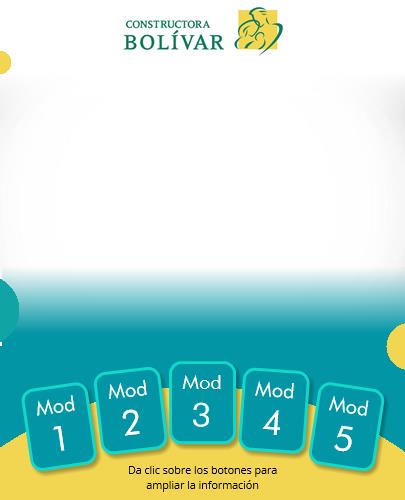 CONSTRUCTORA
BOLÍVAR
Mod
1
Mod
2
Mod
3
Mod
4
Mod
5
Da clic sobre los botones para
ampliar la información